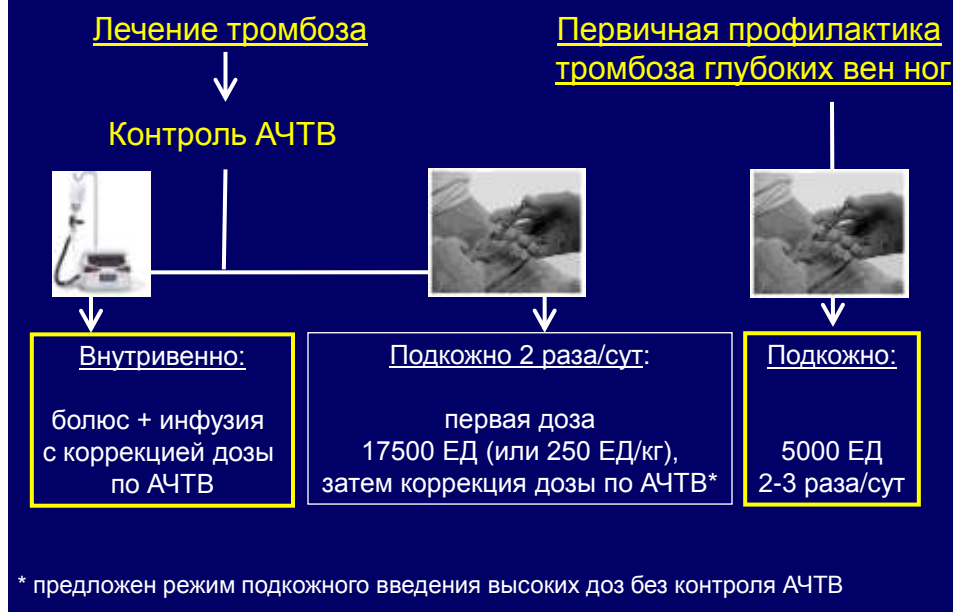 Лечение тромбоза
Контроль АЧТВ
Внутривенно:
болюс + инфузия
с коррекцией дозы
по АЧТВ
Подкожно 2 раза/сут:
первая доза
17500 ЕД (или 250 ЕД/кг),
затем коррекция дозы по АЧТВ*
Первичная профилактика
тромбоза глубоких вен ног
Подкожно:
5000 ЕД
2-3 раза/сут
* предложен режим подкожного введения высоких доз без контроля АЧТВ